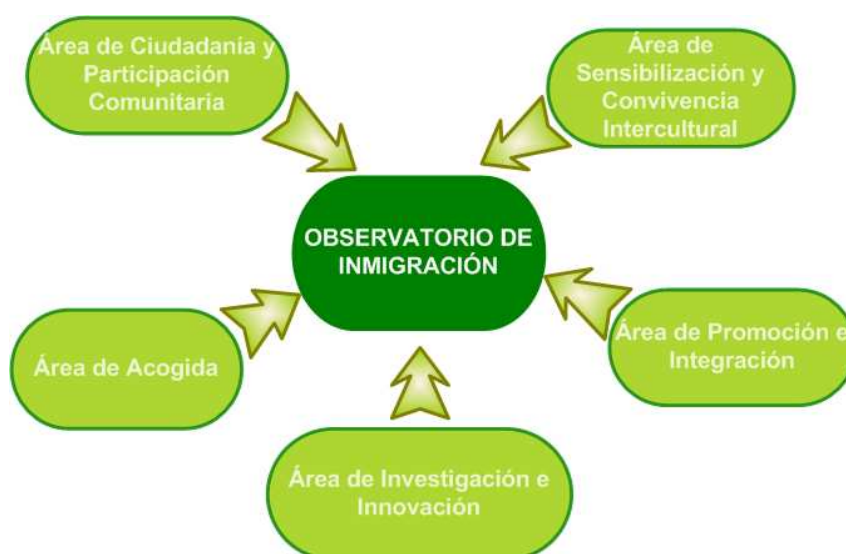 Área de Ciudadanía y
Participación
Comunitaria
Área de
Sensibilización y
Convivencia
Intercultural
OBSERVATORIO DE
INMIGRACIÓN
Área de Acogida
Área de Promoción e
Integración
Área de Investigación e
Innovación